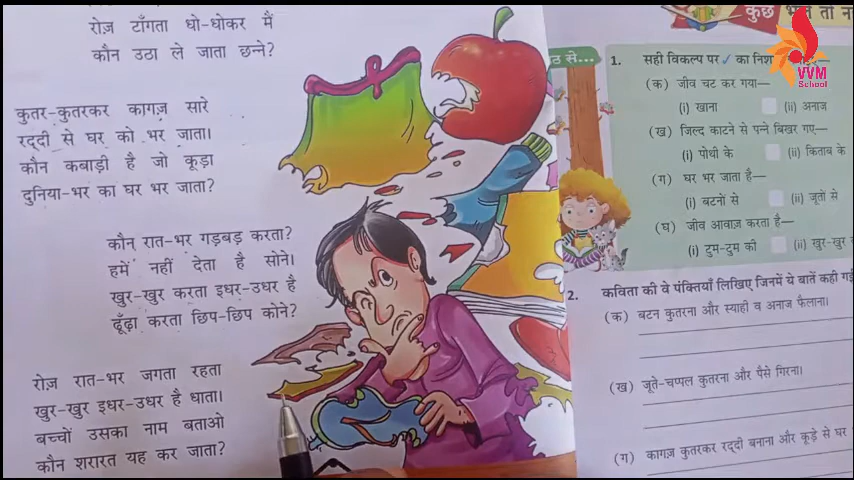 रोज़ टाँगता धो-धोकर मैं
कौन उठा ले जाता छन्ने?
कुतर-कुतरकर कागज़ सारे
रद्दी से घर को भर जाता।
कौन कबाड़ी है जो कूड़ा
दुनिया-भर का घर भर जाता?
कौन रात-भर गड़बड़ करता?
हमें नहीं देता है सोने।
खुर-खुर करता इधर-उधर है
ढूँढ़ा करता छिप-छिप कोने?
रोज़ रात-भर जगता रहता
खुर-खुर इधर-उधर है धाता।
बच्चों उसका नाम बताओ
कौन शरारत यह कर जाता?
कुछ
तो
से...
1. सही विकल्प पर ✓ का
(क) जीव चट कर गया—
(i) खाना (ii) अनाज
(ख) जिल्द काटने से पन्ने बिखर गए—
(i) पोथी के (ii) किताब के
(ग) घर भर जाता है—
(i) बटनों से (ii) जूतों से
(घ) जीव आवाज़ करता है—
(i) टुम-टुम की (ii) खुर-खुर
2. कविता की वे पंक्तियाँ लिखिए जिनमें ये बातें कही
(क) बटन कुतरना और स्याही व अनाज फैलाना।
(ख) जूते-चप्पल कुतरना और पैसे गिरना।
(ग) कागज़ कुतरकर रद्दी बनाना और कूड़े से घर
VVM
School